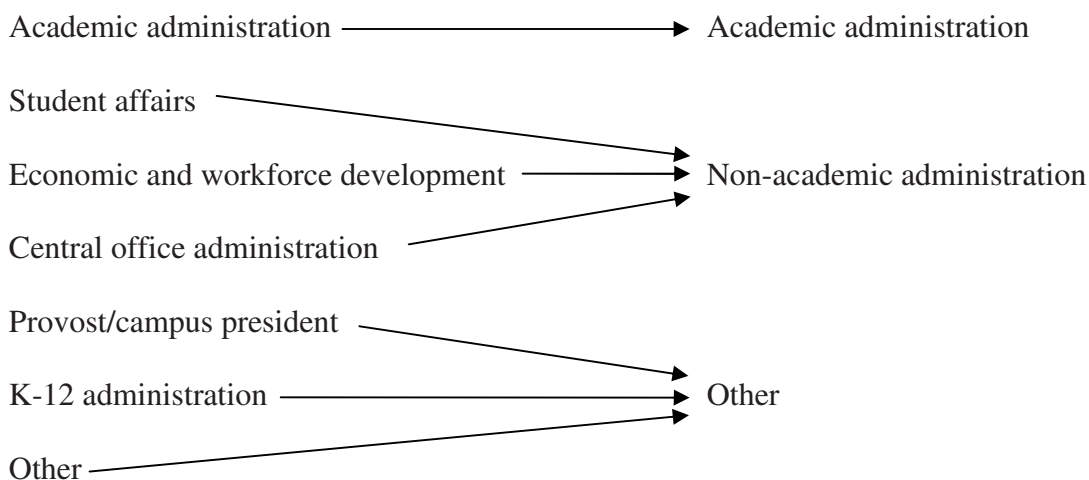 Academic administration Academic administration
Student affairs
Economic and workforce development Non-academic administration
Central office administration
Provost/campus president
K-12 administration Other
Other